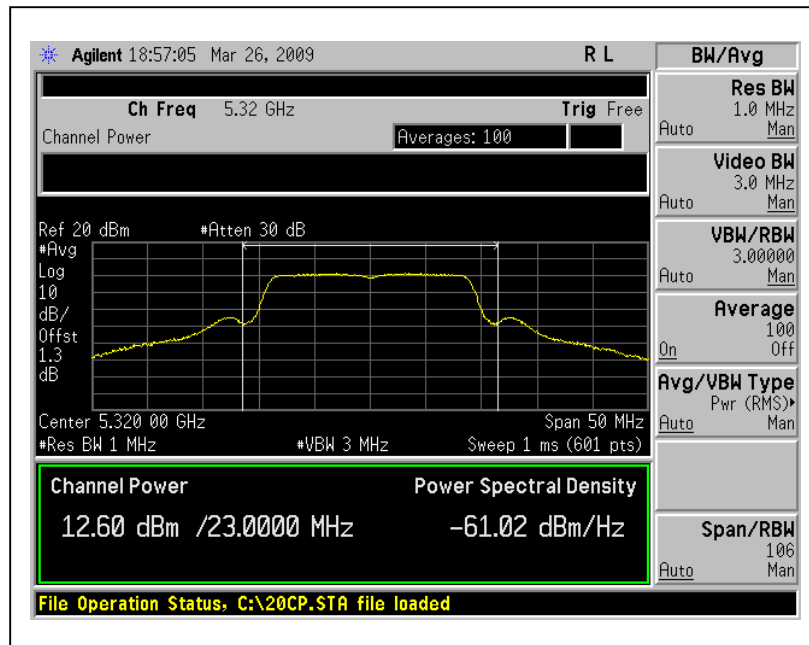 Agilent 18:57:05 Mar 26, 2009 R L
BW/Avg
Ch Freq 5.32 GHz Trig Free
Channel Power Averages: 100
Ref 20 dBm #Atten 30 dB
#Avg
Log
10
dB/
Offst
1.3
dB
Center 5.320 00 GHz Span 50 MHz
#Res BW 1 MHz #VBW 3 MHz Sweep 1 ms (601 pts)
Channel Power Power Spectral Density
12.60 dBm /23.0000 MHz -61.02 dBm/Hz
File Operation Status, C:\20CP.STA file loaded
Res BW
1.0 MHz
Auto Man
Video BW
3.0 MHz
Auto Man
VBW/RBW
3.00000
Auto Man
Average
100
On Off
Avg/VBW Type
Pwr (RMS)
Auto Man
Span/RBW
106
Auto Man